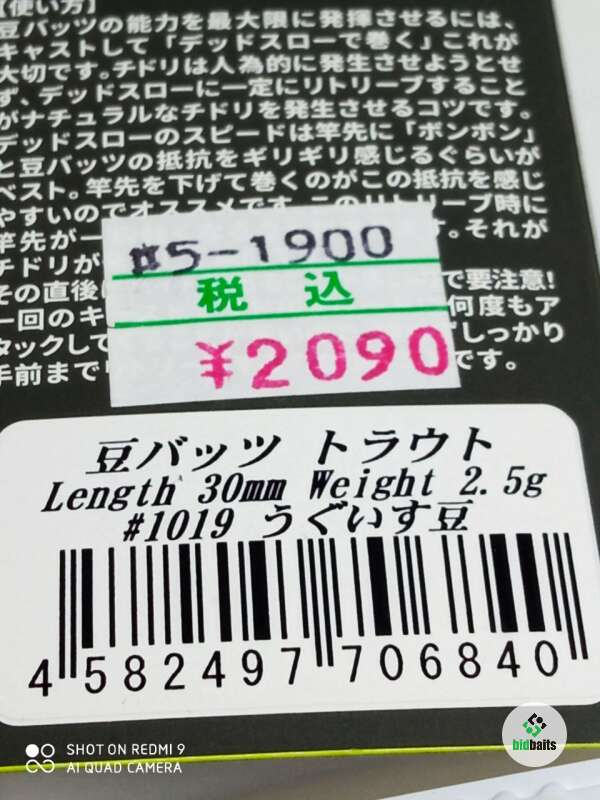 【使い方】
豆バッツの能力を最大限に発揮させるには、
キャストして「デッドスローで巻く」これが
大切です。チドリは人為的に発生させようとせ
ず、デッドスローに一定にリトリーブすること
がナチュラルなチドリを発生させるコツです。
デッドスローのスピードは竿先に「ボンボン」
と豆バッツの抵抗をギリギリ感じるぐらいが
ベスト。竿先を下げて巻くのがこの抵抗を感じ
やすいのでオススメです。このリトリーブ時に
竿先が一 す。それが
チドリが
その直後 で要注意!
一回のキ 何度もア
タックして しっかり
手前まで です。
#5-1900
税 込
¥2090
豆バッツ トラウト
Length 30mm Weight 2.5g
#1019 うぐいす豆
4 582497 706840
bidbaits
SHOT ON REDMI 9
AI QUAD CAMERA